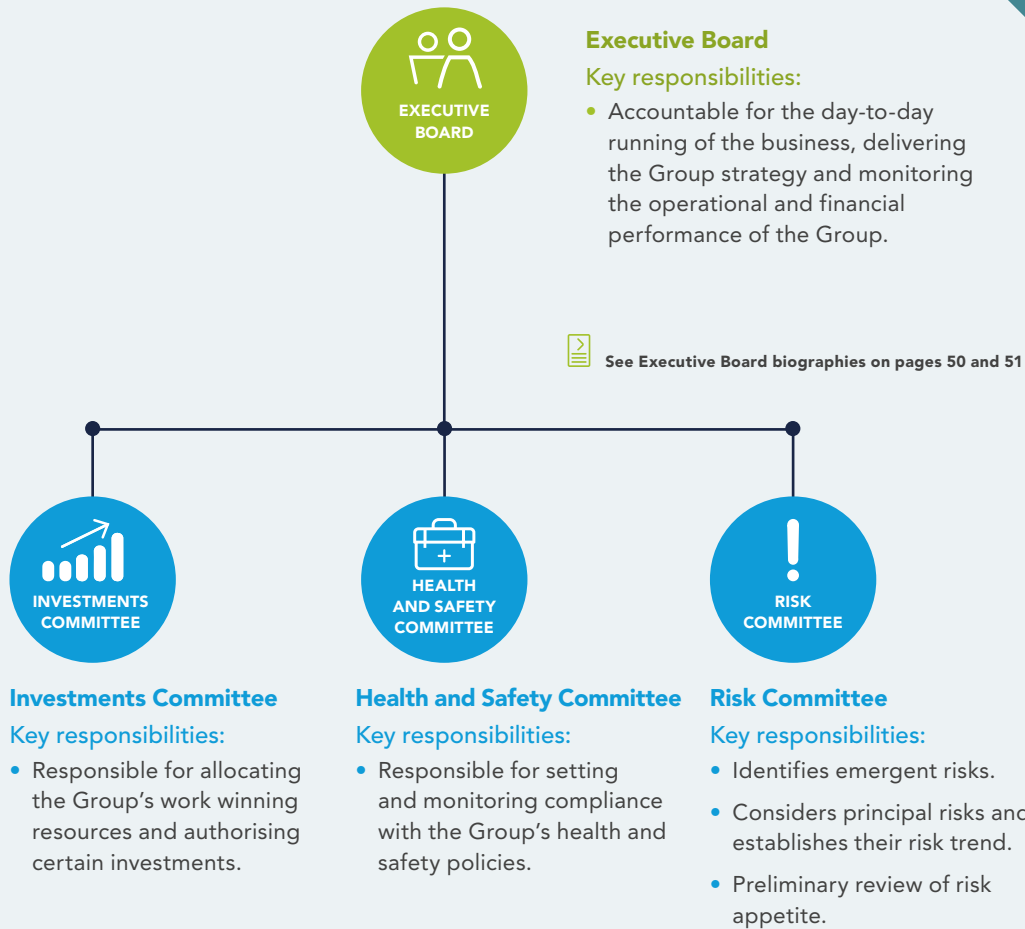 EXECUTIVE
BOARD
Executive Board
Key responsibilities:
• Accountable for the day-to-day
running of the business, delivering
the Group strategy and monitoring
the operational and financial
performance of the Group.
See Executive Board biographies on pages 50 and 51
INVESTMENTS
COMMITTEE
HEALTH
AND SAFETY
COMMITTEE
RISK
COMMITTEE
Investments Committee
Key responsibilities:
• Responsible for allocating
the Group's work winning
resources and authorising
certain investments.
Health and Safety Committee
Key responsibilities:
• Responsible for setting
and monitoring compliance
with the Group's health and
safety policies.
Risk Committee
Key responsibilities:
• Identifies emergent risks.
• Considers principal risks and
establishes their risk trend.
• Preliminary review of risk
appetite.